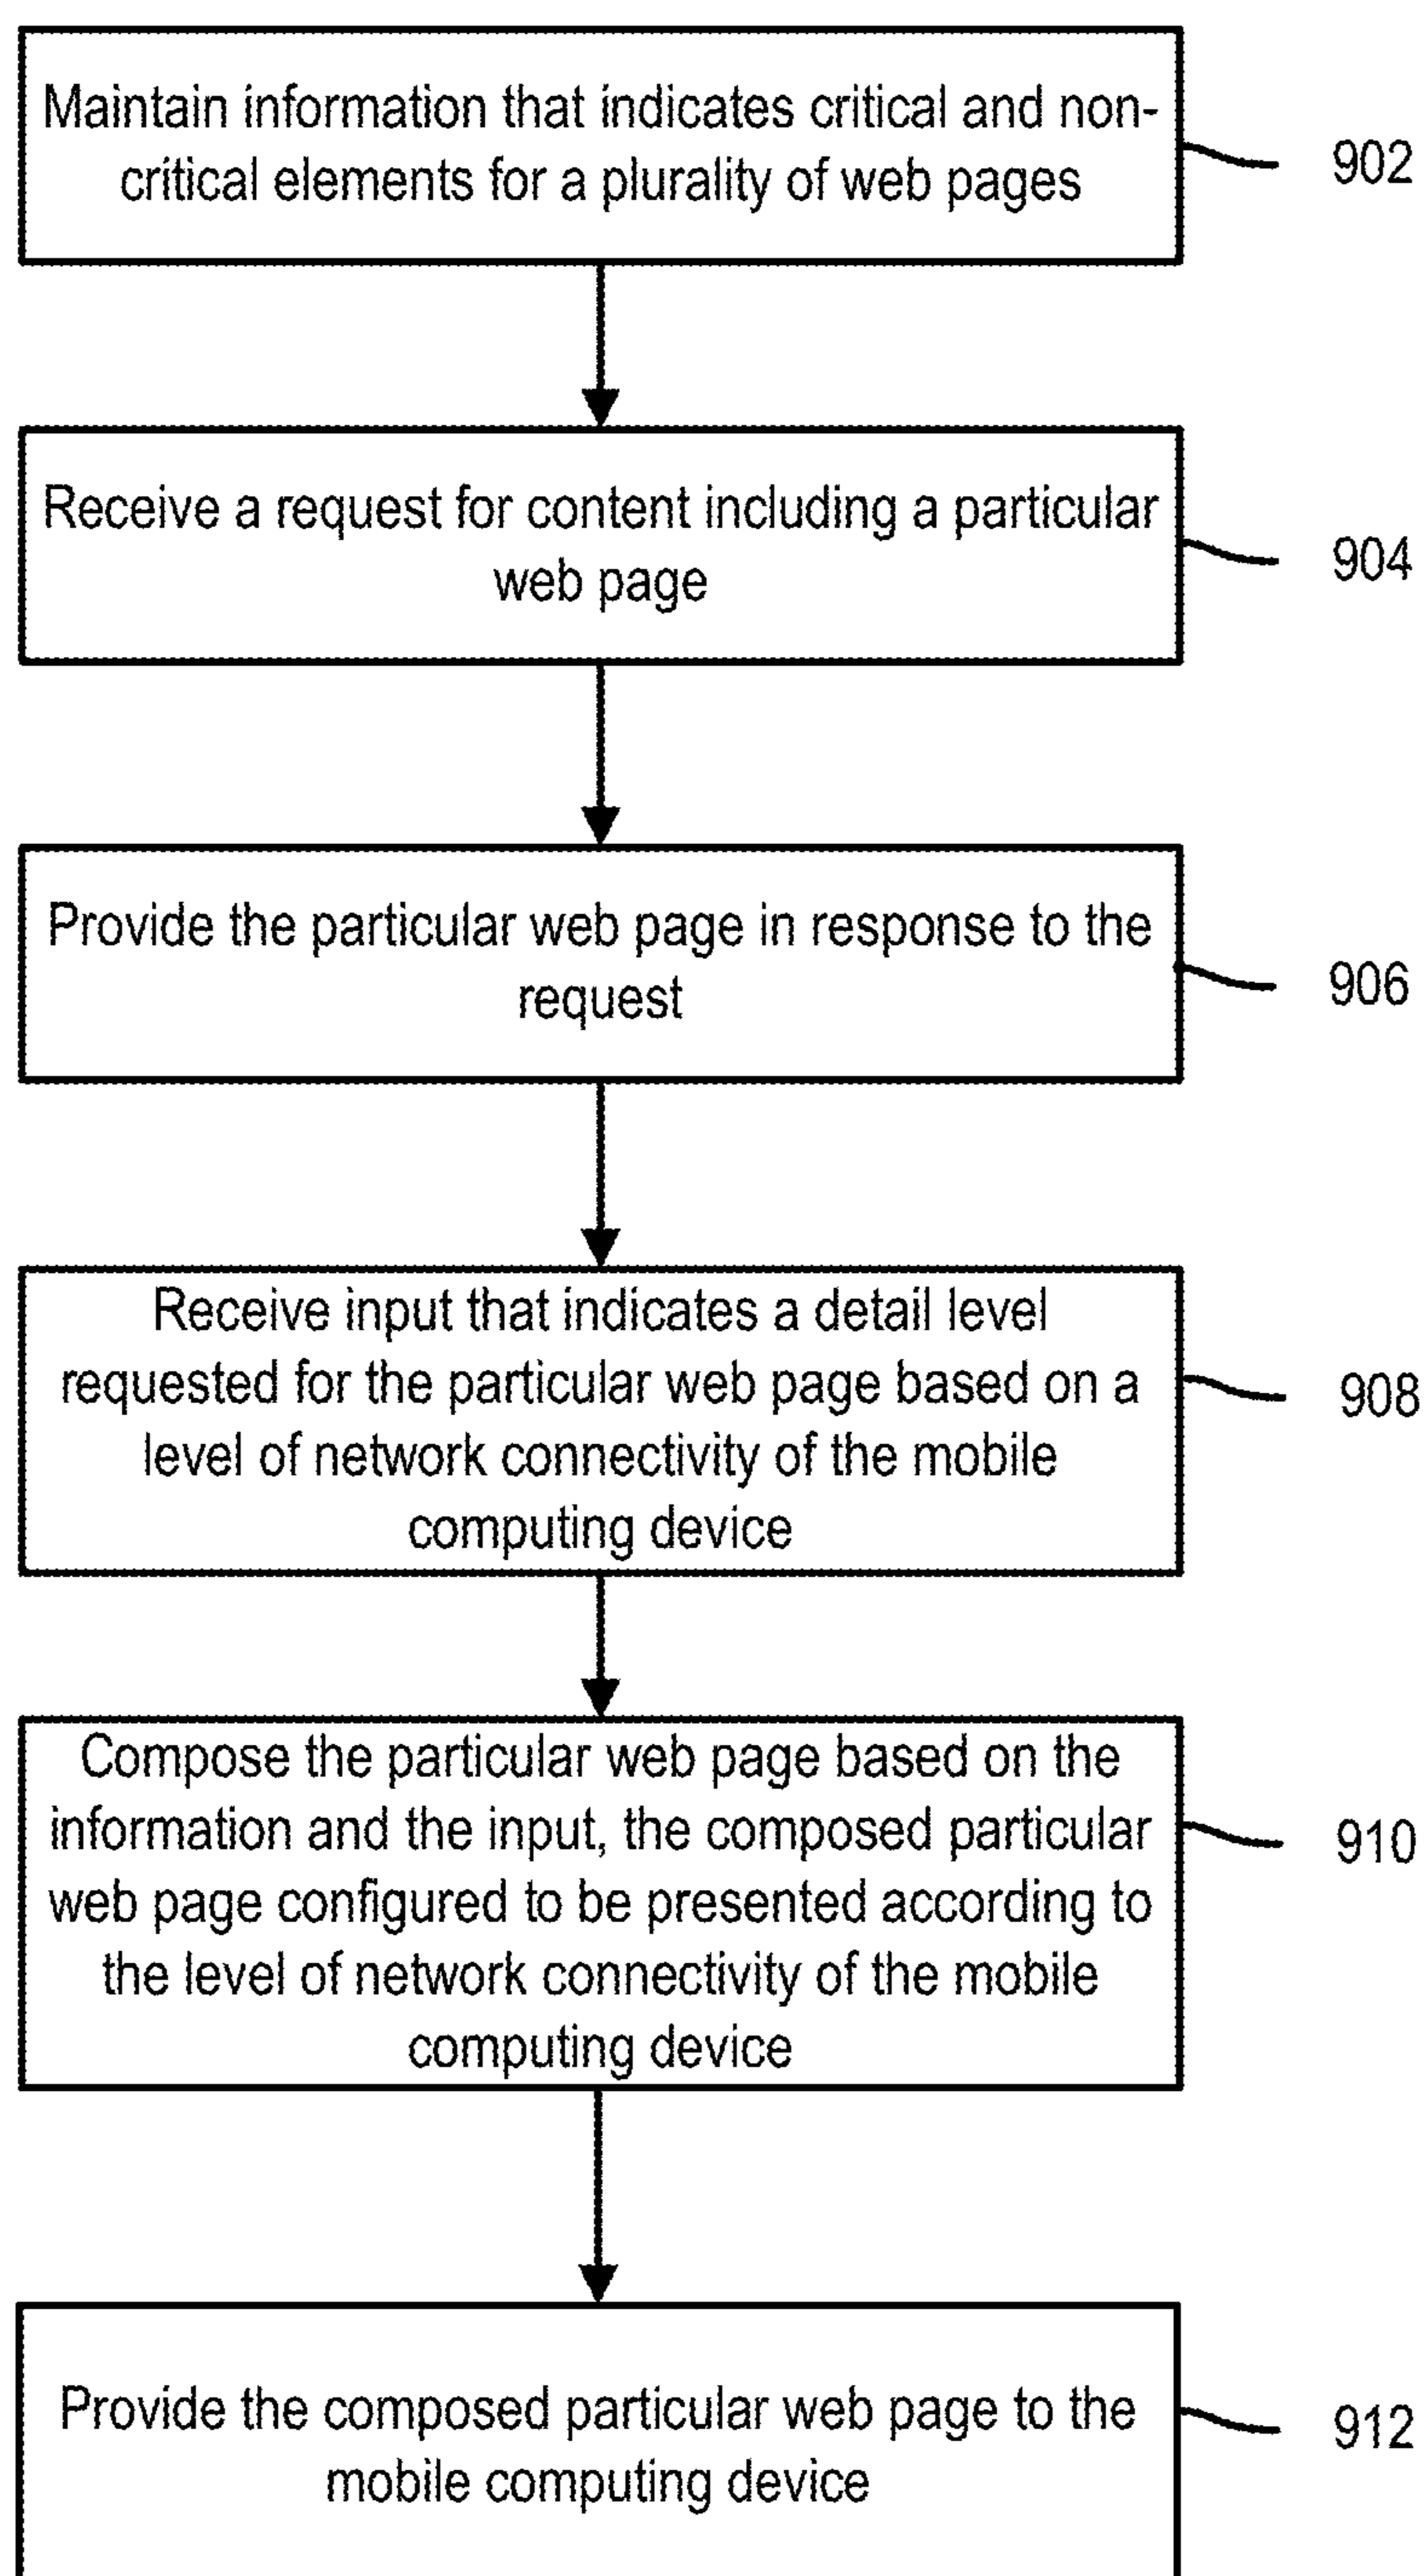 Maintain information that indicates critical and non-
critical elements for a plurality of web pages
902
Receive a request for content including a particular
web page
904
Provide the particular web page in response to the
request
906
Receive input that indicates a detail level
requested for the particular web page based on a
level of network connectivity of the mobile
computing device
908
Compose the particular web page based on the
information and the input, the composed particular
web page configured to be presented according to
the level of network connectivity of the mobile
computing device
910
Provide the composed particular web page to the
mobile computing device
912